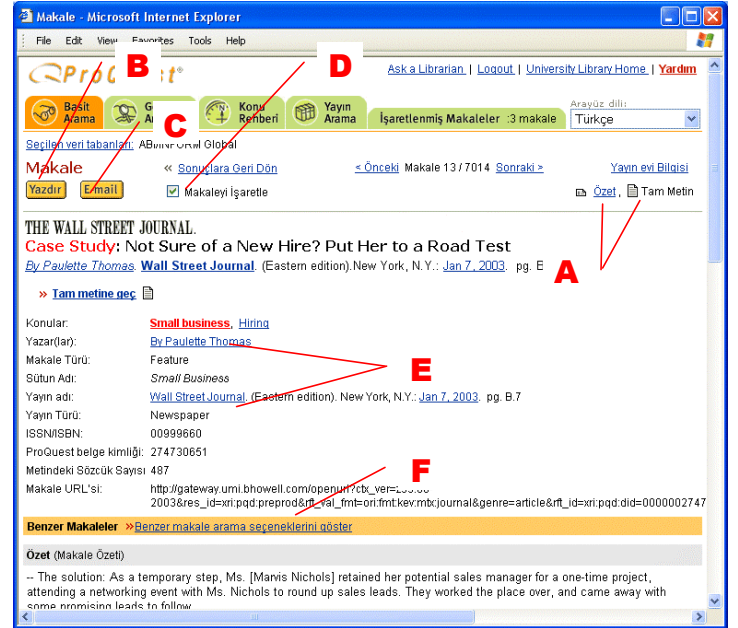 Makale - Microsoft Internet Explorer
File Edit View Favorites Tools Help
B
D
ProQuest®
Ask a Librarian | Logout | University Library Home | Yardım
Basit Arama
Konu Rehberi
Yayın Arama
İşaretlenmiş Makaleler :3 makale
Arayüz dili:
Türkçe
C
Seçilen veri tabanları: ABI/INFORM Global
Makale
« Sonuçlara Geri Dön
< Önceki Makale 13 / 7014 Sonraki >
Yayın evi Bilgisi
Yazdır
Email
Makaleyi İşaretle
Özet , Tam Metin
THE WALL STREET JOURNAL.
Case Study: Not Sure of a New Hire? Put Her to a Road Test
By Paulette Thomas. Wall Street Journal. (Eastern edition).New York, N.Y.: Jan 7, 2003. pg.
A
» Tam metine geç
Konular: Small business, Hiring
Yazar(lar): By Paulette Thomas
Makale Türü: Feature
E
Sütun Adı: Small Business
Yayın adı: Wall Street Journal. (Eastern edition). New York, N.Y.: Jan 7, 2003. pg. B.7
Yayın Türü: Newspaper
ISSN/ISBN: 00999660
ProQuest belge kimliği: 274730651
Metindeki Sözcük Sayısı 487
F
Makale URL'si: http://gateway.umi.bhowell.com/openurl?ctx_ver=
2003&res_id=xri:pqd:preprod&rft_val_fmt=ori:fmt:kev:mtx:journal&genre=article&rft_id=xri:pqd:did=0000002747
Benzer Makaleler »Benzer makale arama seçeneklerini göster
Özet (Makale Özeti)
-- The solution: As a temporary step, Ms. [Marvis Nichols] retained her potential sales manager for a one-time project,
attending a networking event with Ms. Nichols to round up sales leads. They worked the place over, and came away with
some promising leads to follow.